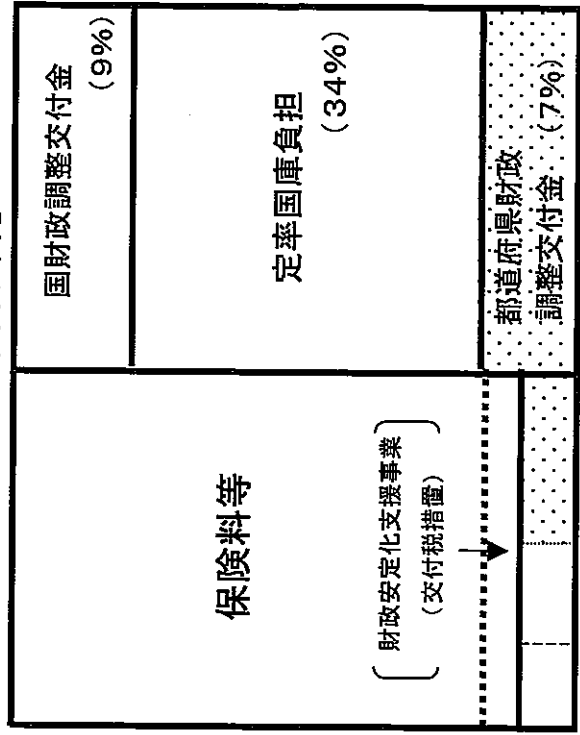 国財政調整交付金
(9%)
定率国庫負担
(34%)
都道府県財政
調整交付金 (7%)
保険料等
財政安定化支援事業
(交付税措置)